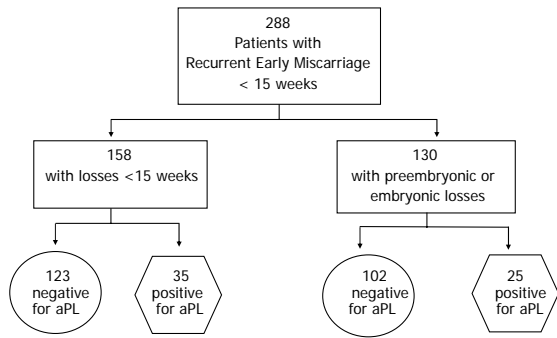 288
Patients with
Recurrent Early Miscarriage
< 15 weeks
158
with losses <15 weeks
130
with preembryonic or
embryonic losses
123
negative
for aPL
35
positive
for aPL
102
negative
for aPL
25
positive
for aPL